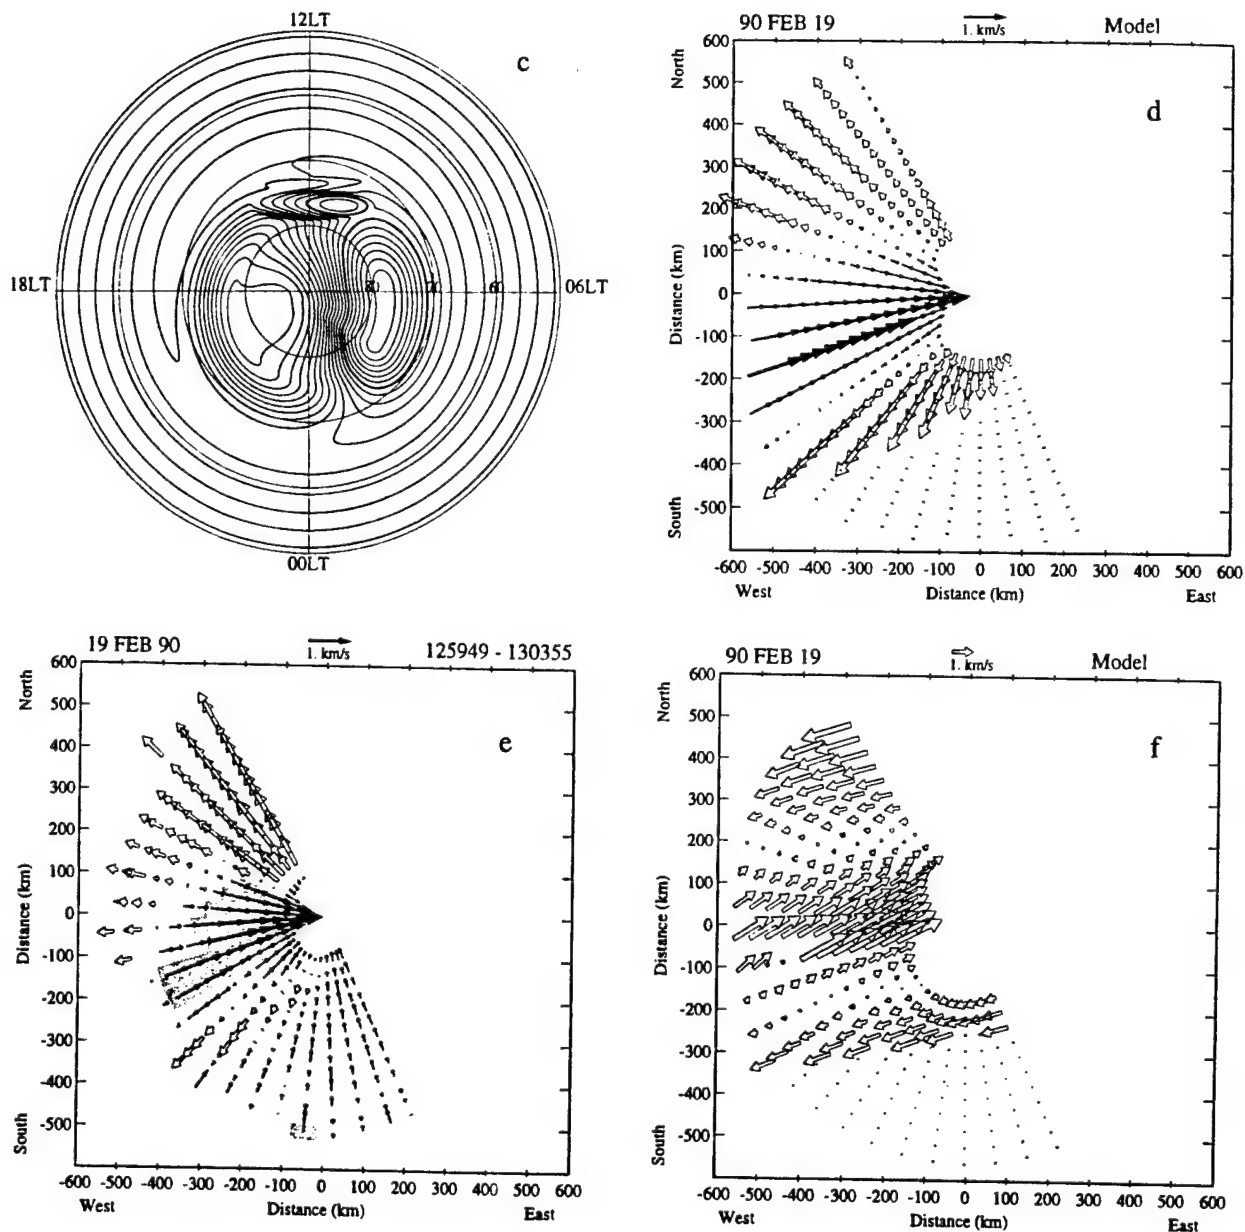 12LT
c
18LT
80
70
60
06LT
00LT
90 FEB 19
1. km/s
Model
d
North
Distance (km)
South
600
500
400
300
200
100
0
-100
-200
-300
-400
-500
-600 -500 -400 -300 -200 -100 0 100 200 300 400 500 600
West
Distance (km)
East
19 FEB 90
1. km/s
125949 - 130355
e
North
Distance (km)
South
600
500
400
300
200
100
0
-100
-200
-300
-400
-500
-600 -500 -400 -300 -200 -100 0 100 200 300 400 500 600
West
Distance (km)
East
90 FEB 19
1. km/s
Model
f
North
Distance (km)
South
600
500
400
300
200
100
0
-100
-200
-300
-400
-500
-600 -500 -400 -300 -200 -100 0 100 200 300 400 500 600
West
Distance (km)
East